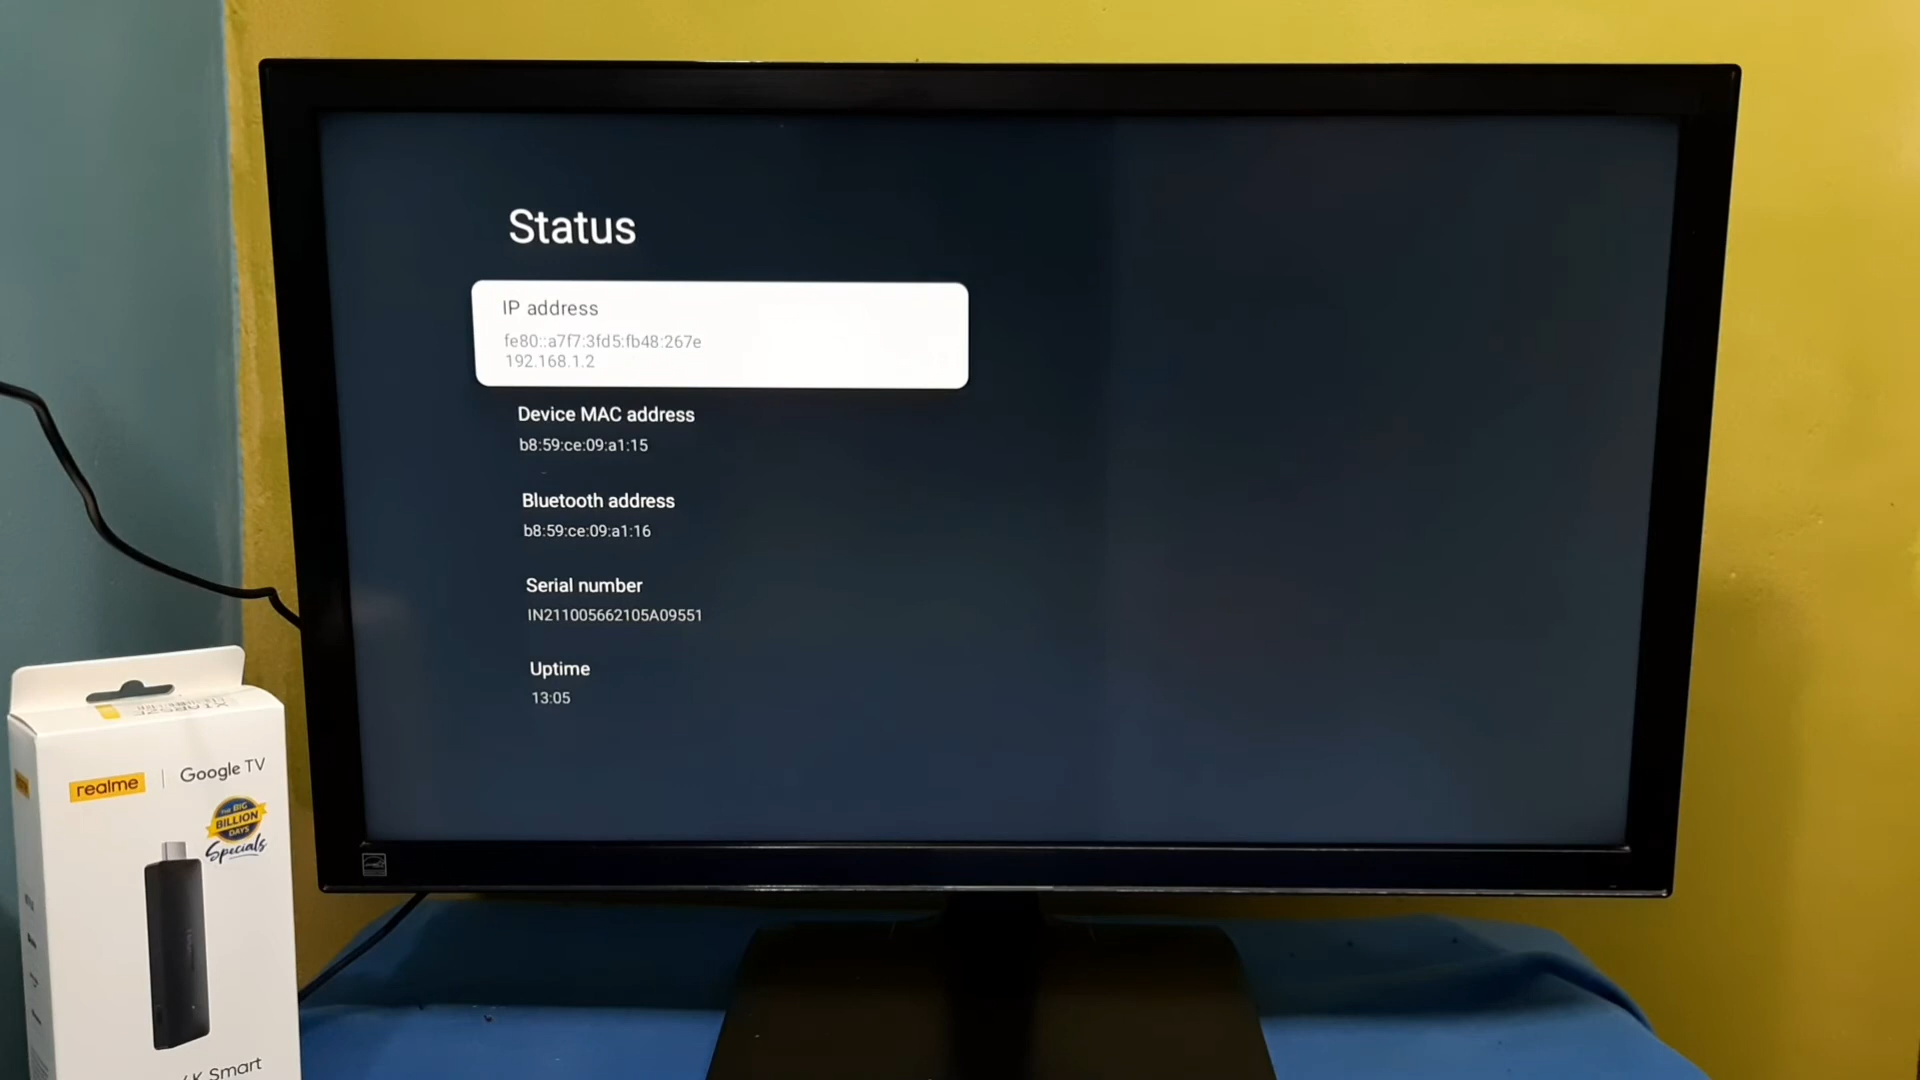 Status
IP address
fe80::a7f7:3fd5:fb48:267e
192.168.1.2
Device MAC address
b8:59:ce:09:a1:15
Bluetooth address
b8:59:ce:09:a1:16
Serial number
IN211005662105A09551
Uptime
13:05
realme | Google TV
THE BIG
BILLION
DAYS
Specials
Smart